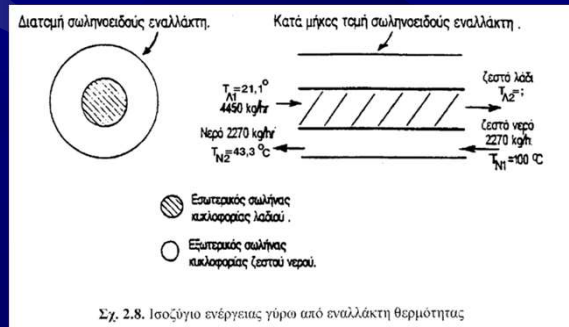 Διατομή σωληνοειδούς εναλλάκτη.
Κατά μήκος τομή σωληνοειδούς εναλλάκτη .
T_Λ1=21,1°
4450 kg/hr
Νερό 2270 kg/hr
T_N2=43,3 °C
ζεστό λάδι
T_Λ2=;
ζεστό νερό
2270 kg/h
T_N1=100 °C
Εσωτερικός σωλήνας
κυκλοφορίας λαδιού .
Εξωτερικός σωλήνας
κυκλοφορίας ζεστού νερού.
Σχ. 2.8. Ισοζύγιο ενέργειας γύρω από εναλλάκτη θερμότητας